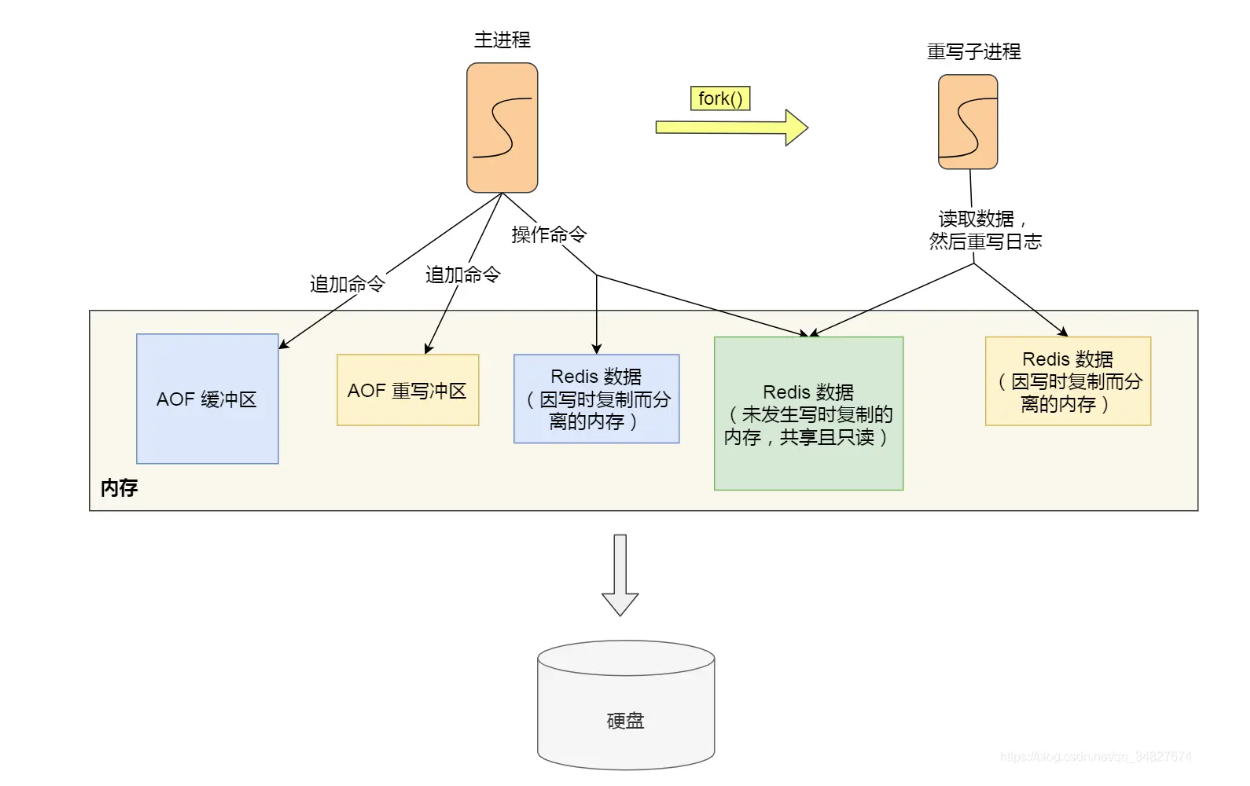 主进程
重写子进程
fork()
读取数据，
然后重写日志
操作命令
追加命令
追加命令
AOF 缓冲区
AOF 重写冲区
Redis 数据
（因写时复制而分
离的内存）
Redis 数据
（未发生写时复制的
内存，共享且只读）
Redis 数据
（因写时复制而分
离的内存）
内存
硬盘
https://blog.csdn.net/qq_34827674